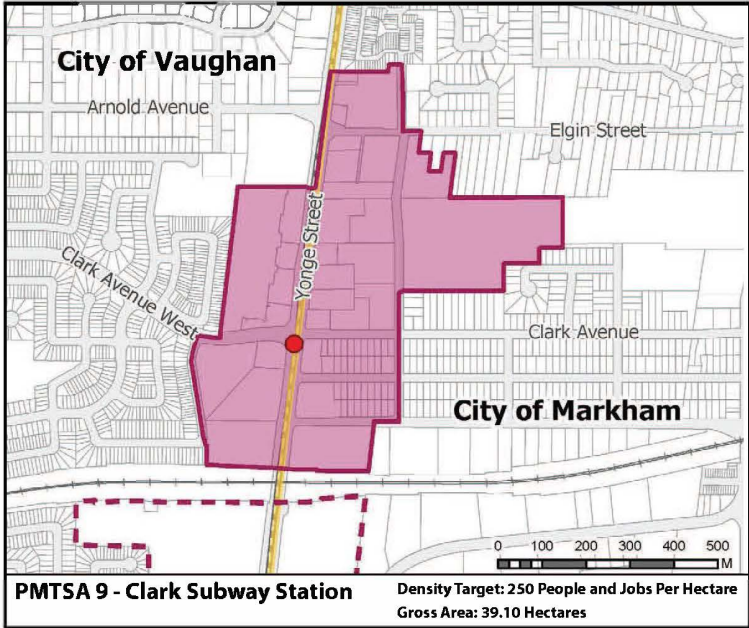 City of Vaughan
Arnold Avenue
Elgin Street
Yonge Street
Clark Avenue West
Clark Avenue
City of Markham
0 100 200 300 400 500
M
PMTSA 9 - Clark Subway Station
Density Target: 250 People and Jobs Per Hectare
Gross Area: 39.10 Hectares